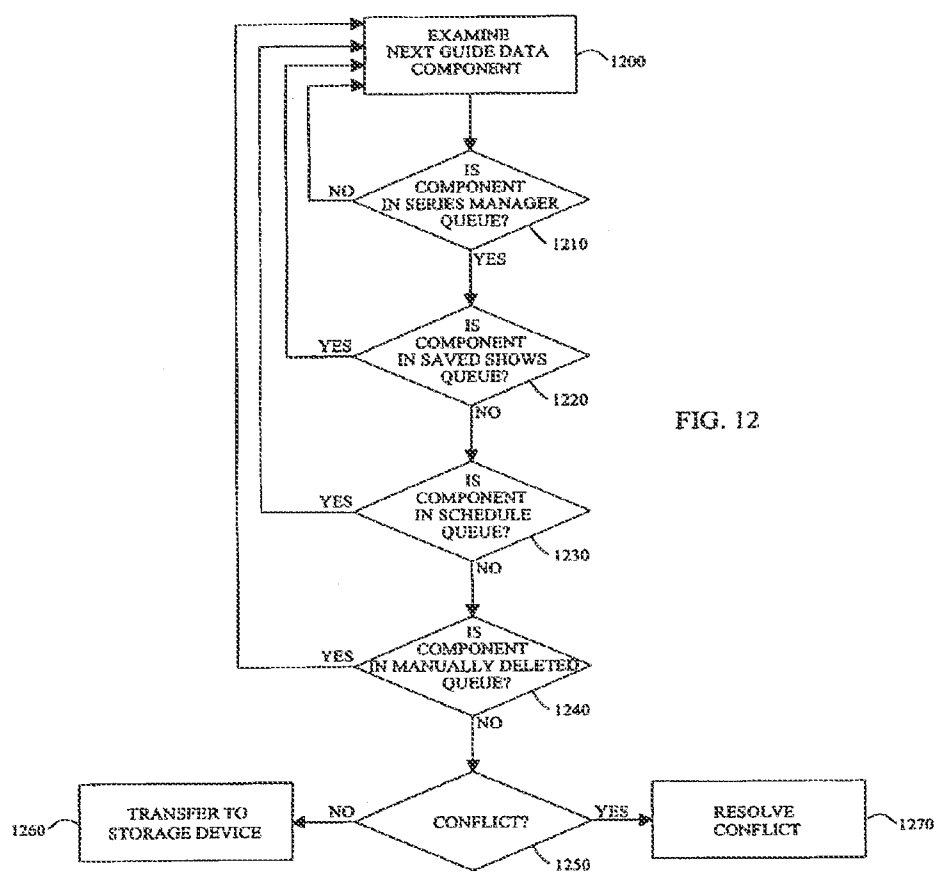 EXAMINE
NEXT GUIDE DATA
COMPONENT
1200
IS
COMPONENT
IN SERIES MANAGER
QUEUE?
NO
1210
YES
IS
COMPONENT
IN SAVED SHOWS
QUEUE?
YES
1220
NO
FIG. 12
IS
COMPONENT
IN SCHEDULE
QUEUE?
YES
1230
NO
IS
COMPONENT
IN MANUALLY DELETED
QUEUE?
YES
1240
NO
1260
TRANSFER TO
STORAGE DEVICE
NO
CONFLICT?
YES
1250
RESOLVE
CONFLICT
1270